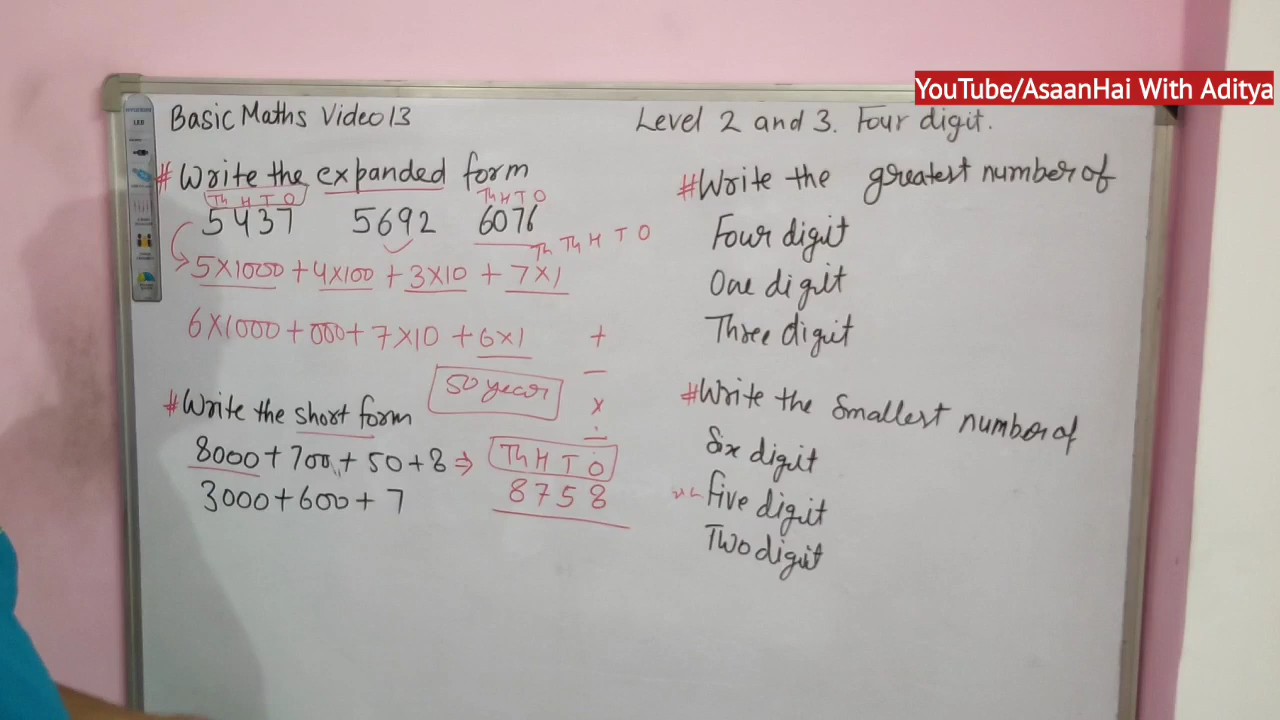 YouTube/AsaanHai With Aditya
Basic Maths Video 13
Level 2 and 3. Four digit.
# Write the expanded form
Th H T O
Th H T O
5437 5692 6076
Th Th H T O
5×1000 + 4×100 + 3×10 + 7×1
6×1000 + 000 + 7×10 + 6×1
+
−
×
÷
50 year
# Write the short form
8000 + 700 + 50 + 8 ⇒ Th H T O
8758
3000 + 600 + 7
# Write the greatest number of
Four digit
One digit
Three digit
# Write the Smallest number of
Six digit
Five digit
Two digit